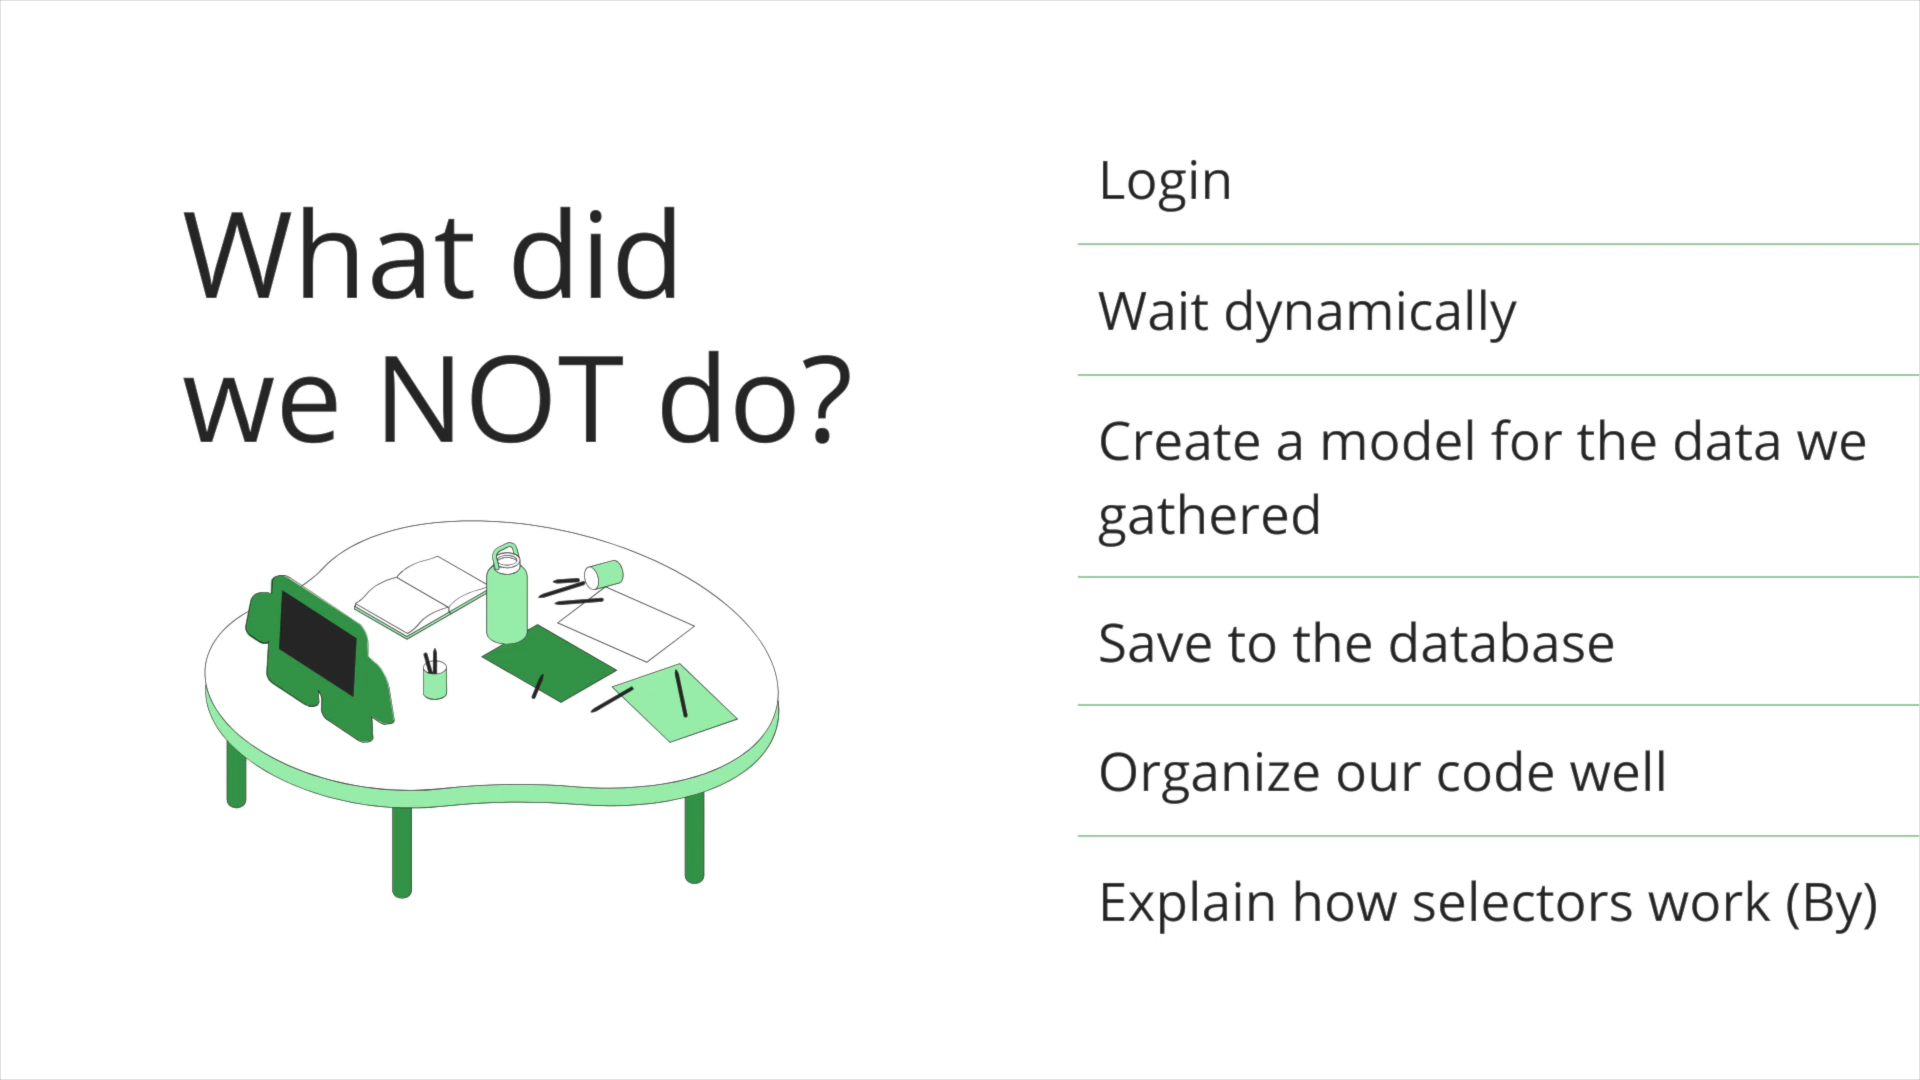 What did
we NOT do?
Login
Wait dynamically
Create a model for the data we
gathered
Save to the database
Organize our code well
Explain how selectors work (By)